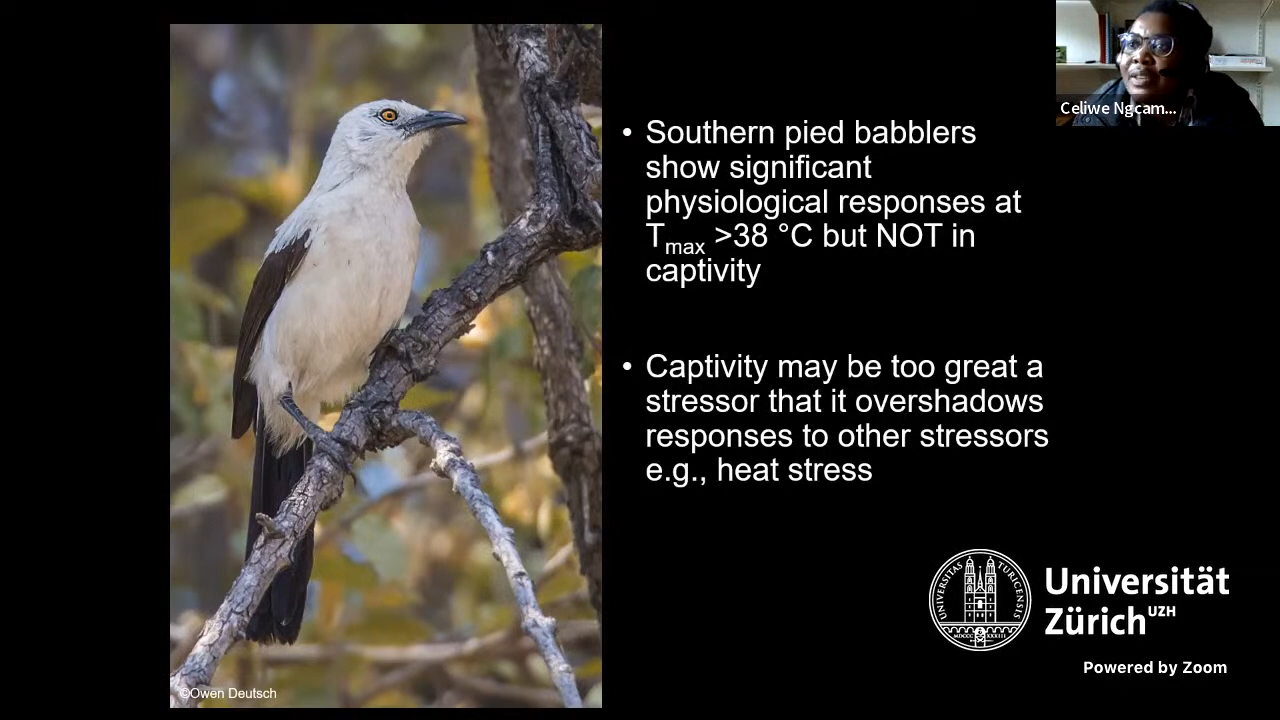 Celiwe Ngcam...
• Southern pied babblers
show significant
physiological responses at
Tmax >38 °C but NOT in
captivity
• Captivity may be too great a
stressor that it overshadows
responses to other stressors
e.g., heat stress
©Owen Deutsch
UNIVERSITAS TURICENSIS
Universität
Zürich UZH
Powered by Zoom